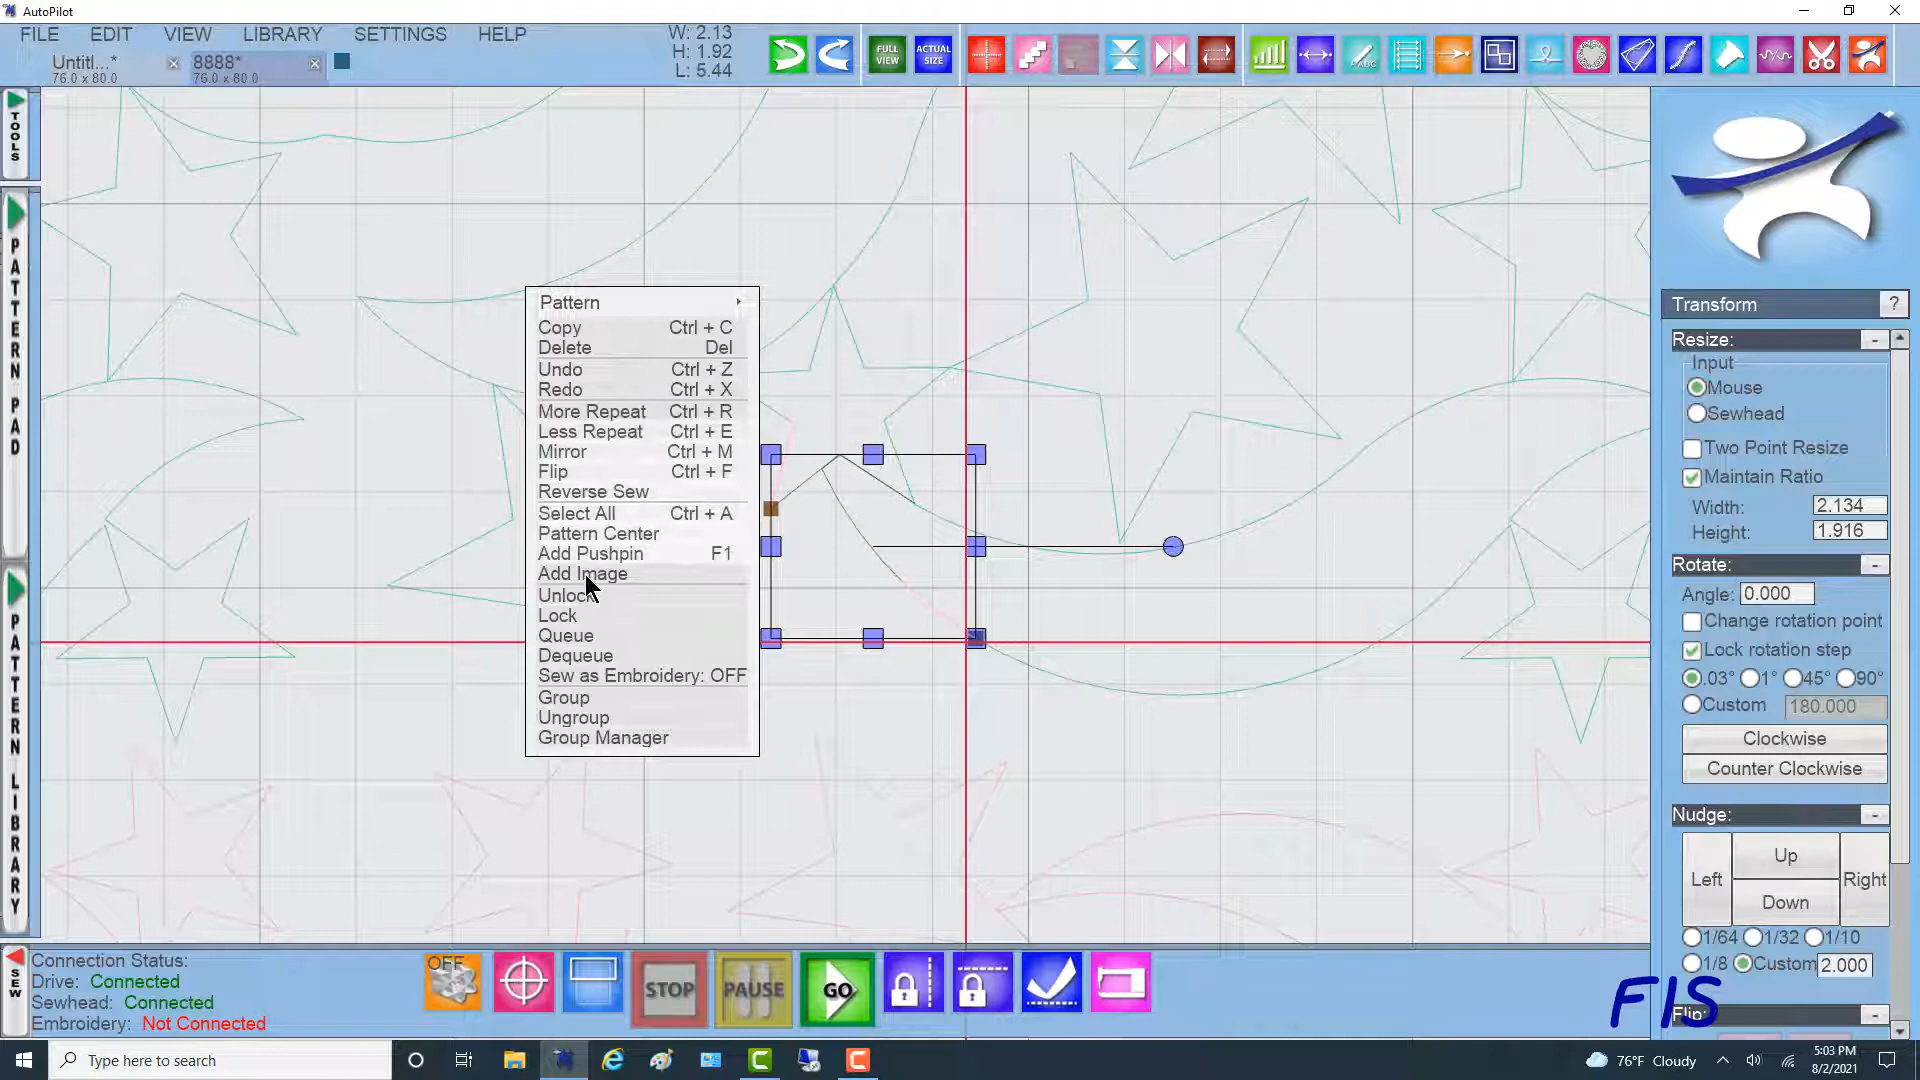 AutoPilot
FILE EDIT VIEW LIBRARY SETTINGS HELP
W: 2.13
H: 1.92
L: 5.44
Untitl...*
76.0 x 80.0
8888*
76.0 x 80.0
FULL VIEW
ACTUAL SIZE
ABC
TOOLS
PATTERN PAD
PATTERN LIBRARY
SEW
Pattern
Copy Ctrl + C
Delete Del
Undo Ctrl + Z
Redo Ctrl + X
More Repeat Ctrl + R
Less Repeat Ctrl + E
Mirror Ctrl + M
Flip Ctrl + F
Reverse Sew
Select All Ctrl + A
Pattern Center
Add Pushpin F1
Add Image
Unlock
Lock
Queue
Dequeue
Sew as Embroidery: OFF
Group
Ungroup
Group Manager
Transform ?
Resize: -
Input
Mouse
Sewhead
Two Point Resize
Maintain Ratio
Width: 2.134
Height: 1.916
Rotate: -
Angle: 0.000
Change rotation point
Lock rotation step
.03° 1° 45° 90°
Custom 180.000
Clockwise
Counter Clockwise
Nudge: -
Left Up Down Right
1/64 1/32 1/10
1/8 Custom 2.000
FIS
Flip: -
Connection Status:
Drive: Connected
Sewhead: Connected
Embroidery: Not Connected
OFF
STOP
PAUSE
GO
Type here to search
76°F Cloudy
5:03 PM
8/2/2021